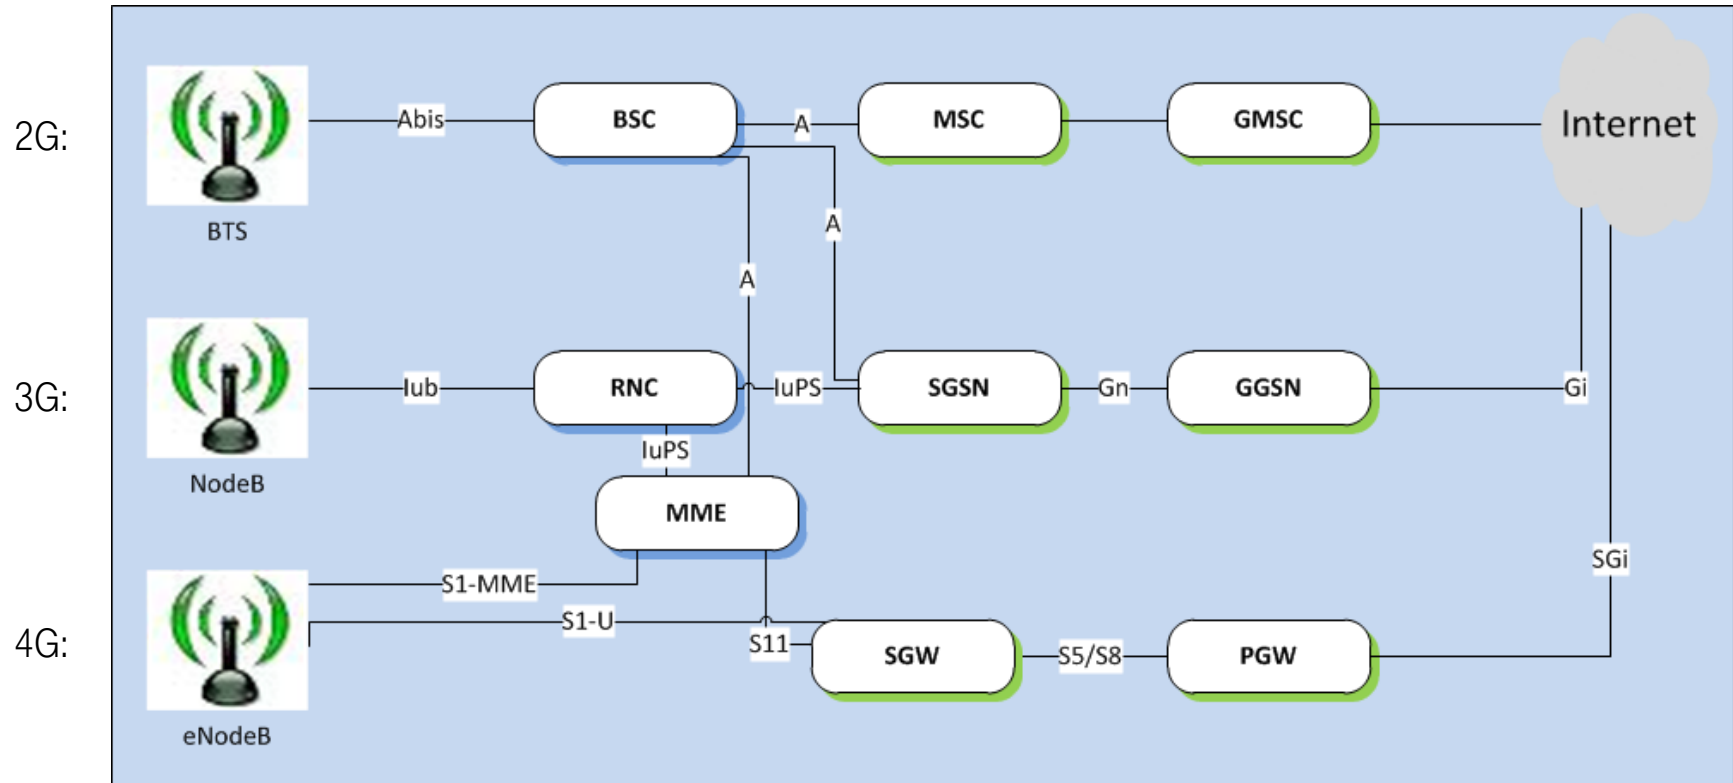 2G:
Abis
BSC
A
MSC
GMSC
Internet
BTS
A
A
3G:
Iub
RNC
IuPS
SGSN
Gn
GGSN
Gi
IuPS
NodeB
MME
S1-MME
SGi
4G:
S1-U
S11
SGW
S5/S8
PGW
eNodeB